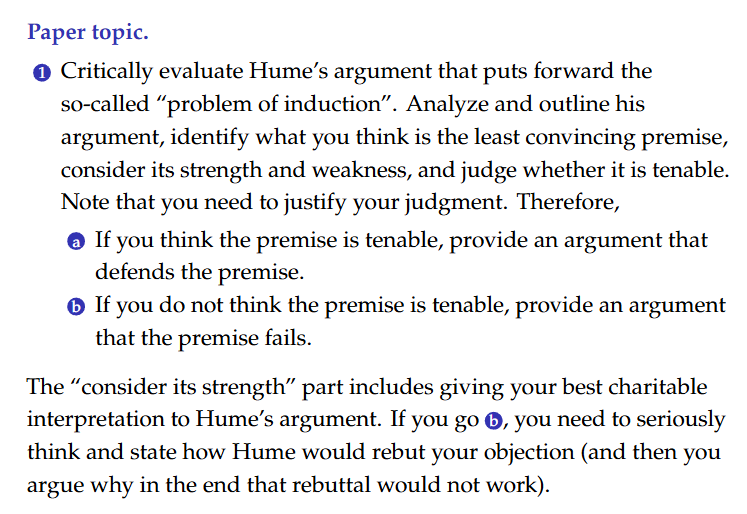 Paper topic.
1 Critically evaluate Hume’s argument that puts forward the
so-called “problem of induction”. Analyze and outline his
argument, identify what you think is the least convincing premise,
consider its strength and weakness, and judge whether it is tenable.
Note that you need to justify your judgment. Therefore,
a If you think the premise is tenable, provide an argument that
defends the premise.
b If you do not think the premise is tenable, provide an argument
that the premise fails.
The “consider its strength” part includes giving your best charitable
interpretation to Hume’s argument. If you go b, you need to seriously
think and state how Hume would rebut your objection (and then you
argue why in the end that rebuttal would not work).